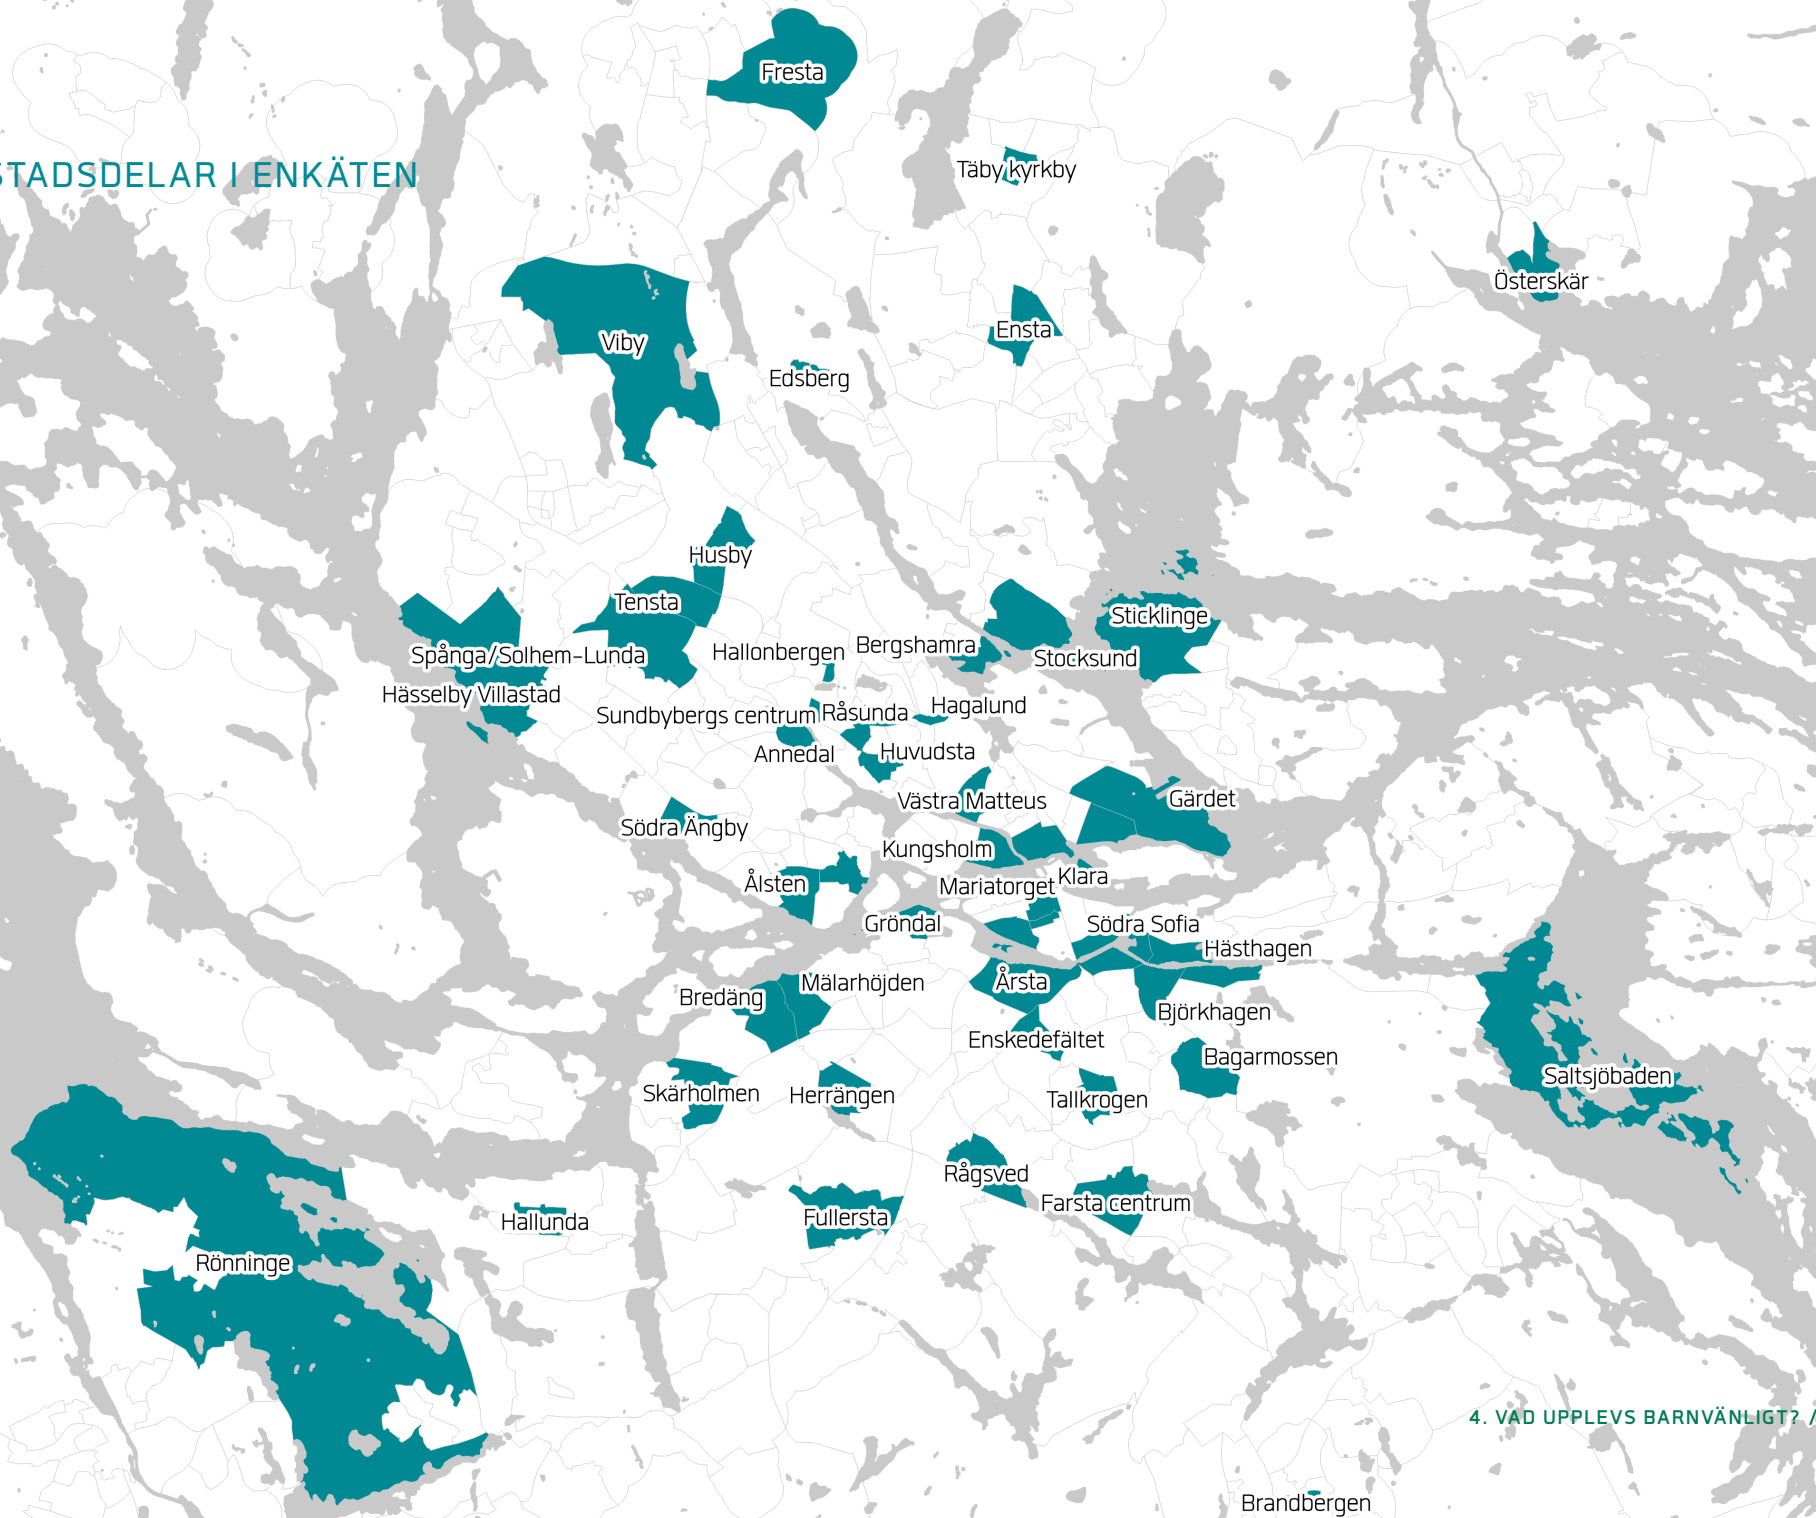 Fresta
Täby kyrkby
STADSDELAR I ENKÄTEN
Österskär
Ensta
Viby
Edsberg
Husby
Tensta
Sticklinge
Bergshamra
Hallonbergen
Spånga/Solhem-Lunda
Stocksund
Hässelby Villastad
Hagalund
Råsunda
Sundbybergs centrum
Huvudsta
Annedal
Gärdet
Västra Matteus
Södra Ängby
Kungsholm
Klara
Ålsten
Mariatorget
Gröndal
Södra Sofia
Hästhagen
Årsta
Mälarhöjden
Bredäng
Björkhagen
Enskedefältet
Bagarmossen
Saltsjöbaden
Skärholmen
Herrängen
Tallkrogen
Rågsved
Farsta centrum
Fullersta
Hallunda
Rönninge
4. VAD UPPLEVS BARNVÄNLIGT? /
Brandbergen